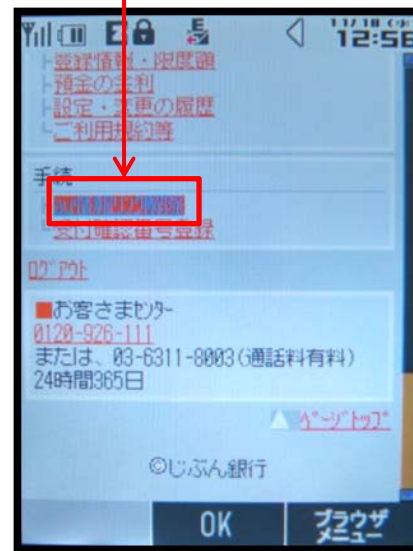 12:5
登録情報・限度額
預金の金利
設定・変更の履歴
ご利用規約等
手続
受付確認番号登録
ログアウト
■お客さまセンター
0120-926-111
または、03-6311-8003(通話料有料)
24時間365日
ページトップ
©じぶん銀行
OK
ブラウザ
メニュー